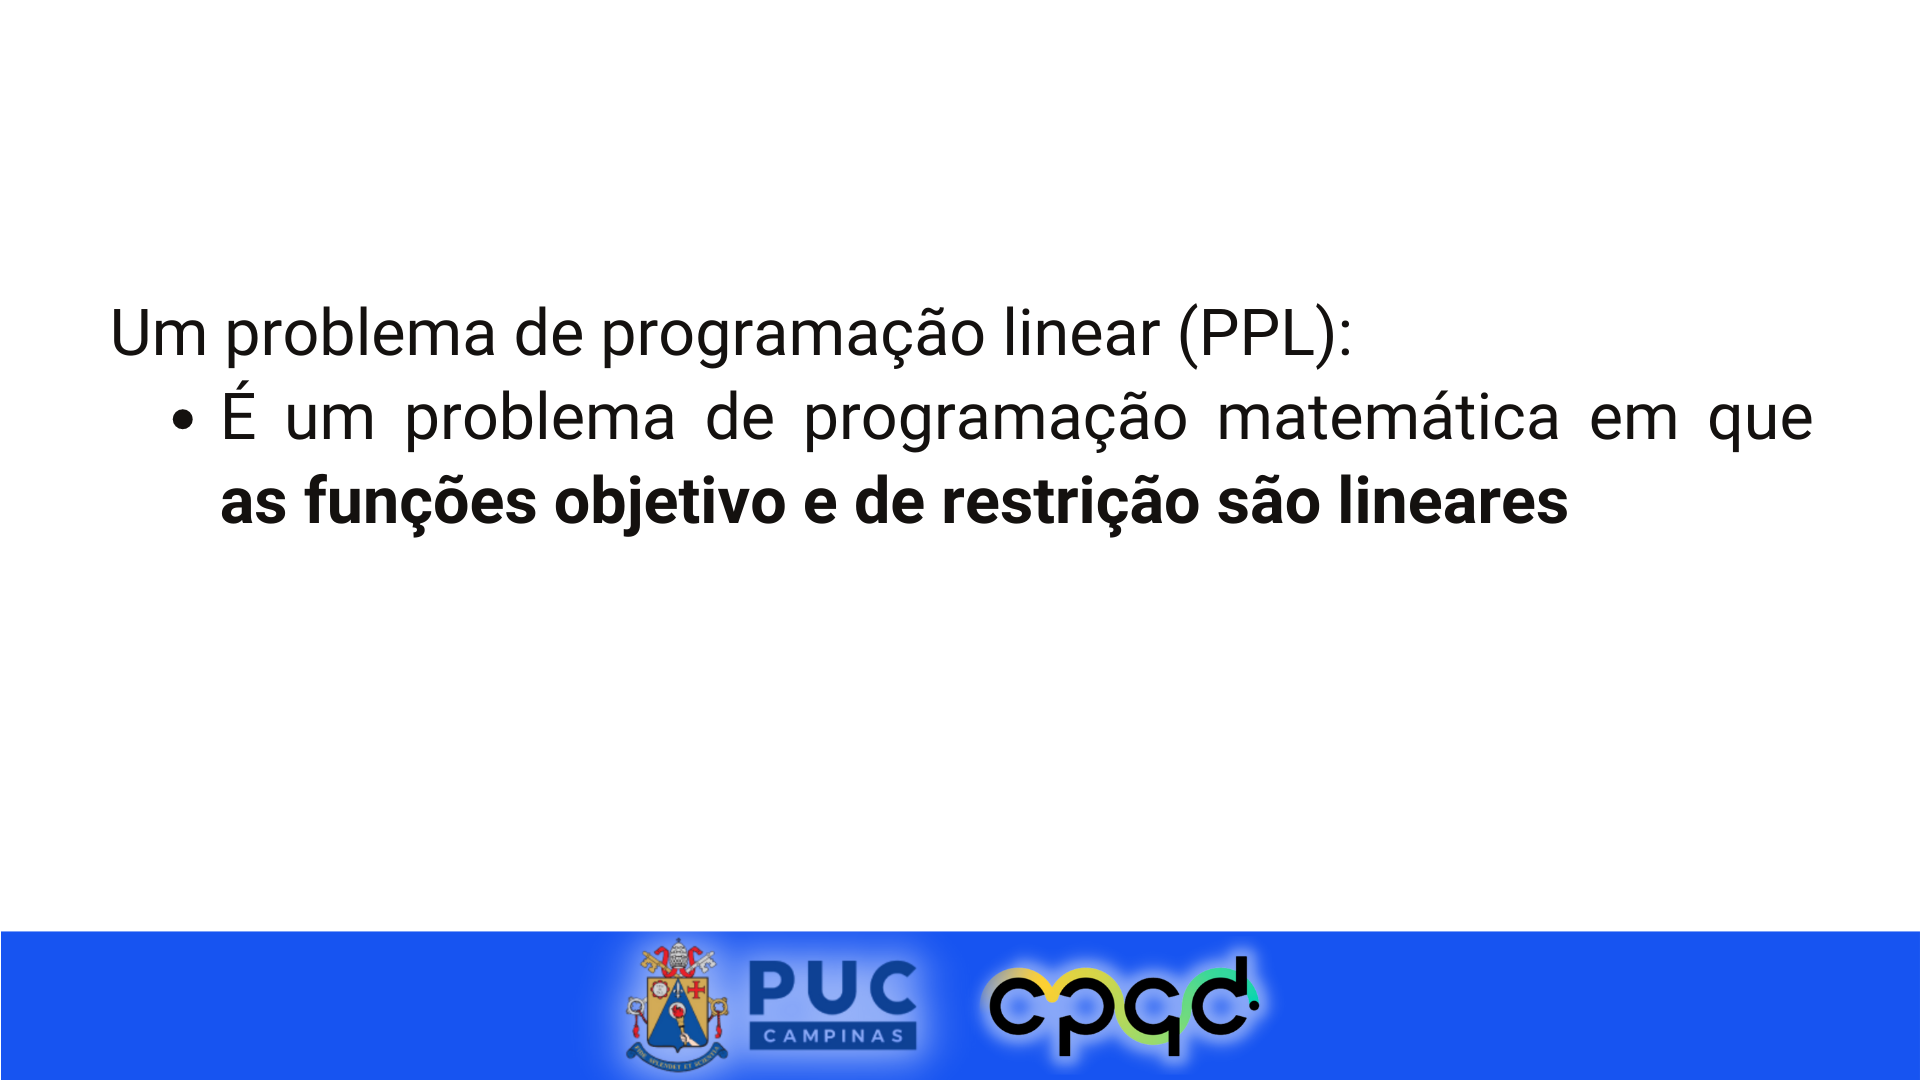 Um problema de programação linear (PPL):
• É um problema de programação matemática em que
as funções objetivo e de restrição são lineares
PUC
CAMPINAS
cpqd